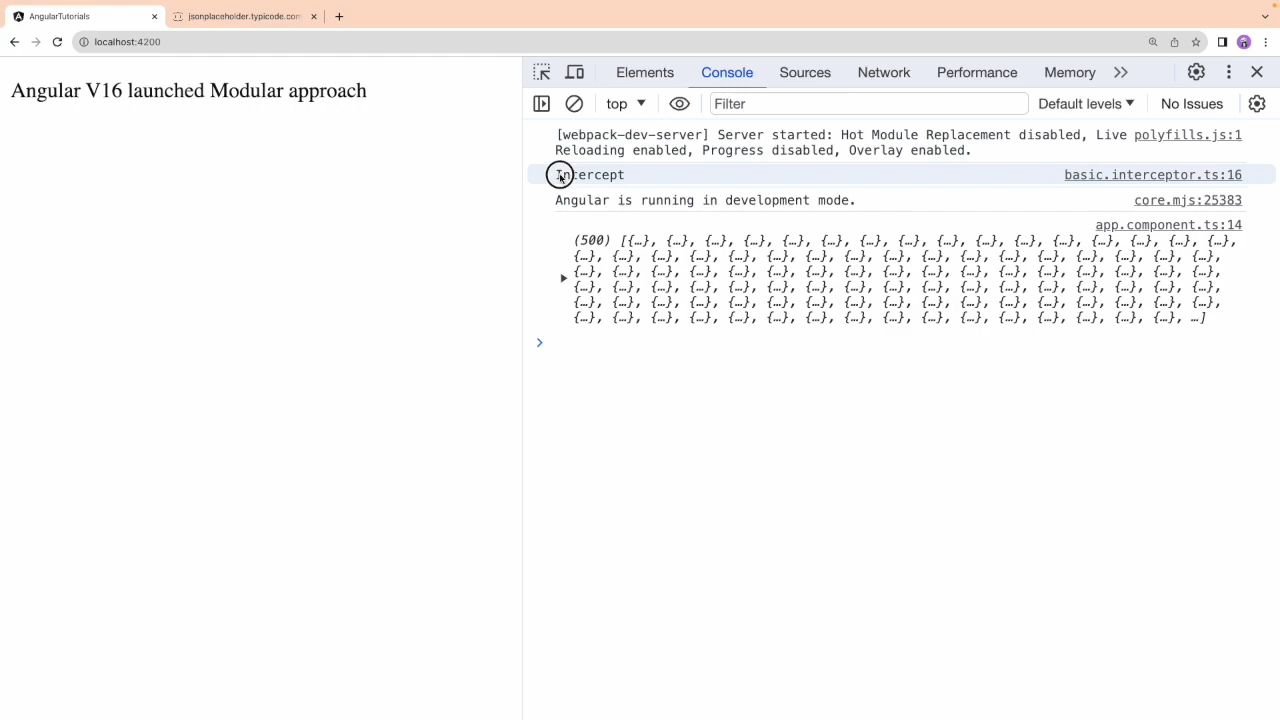 AngularTutorials
jsonplaceholder.typicode.com
localhost:4200
Angular V16 launched Modular approach
Elements Console Sources Network Performance Memory
top Filter Default levels No Issues
[webpack-dev-server] Server started: Hot Module Replacement disabled, Live polyfills.js:1
Reloading enabled, Progress disabled, Overlay enabled.
Intercept basic.interceptor.ts:16
Angular is running in development mode. core.mjs:25383
app.component.ts:14
(500) [{…}, {…}, {…}, {…}, {…}, {…}, {…}, {…}, {…}, {…}, {…}, {…}, {…}, {…}, {…}, {…},
{…}, {…}, {…}, {…}, {…}, {…}, {…}, {…}, {…}, {…}, {…}, {…}, {…}, {…}, {…}, {…}, {…},
{…}, {…}, {…}, {…}, {…}, {…}, {…}, {…}, {…}, {…}, {…}, {…}, {…}, {…}, {…}, {…}, {…},
{…}, {…}, {…}, {…}, {…}, {…}, {…}, {…}, {…}, {…}, {…}, {…}, {…}, {…}, {…}, {…}, {…},
{…}, {…}, {…}, {…}, {…}, {…}, {…}, {…}, {…}, {…}, {…}, {…}, {…}, {…}, {…}, {…}, {…},
{…}, {…}, {…}, {…}, {…}, {…}, {…}, {…}, {…}, {…}, {…}, {…}, {…}, {…}, {…}, {…}, …]